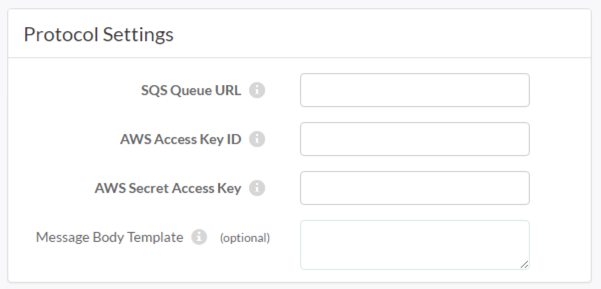 Protocol Settings
SQS Queue URL
AWS Access Key ID
AWS Secret Access Key
Message Body Template (optional)